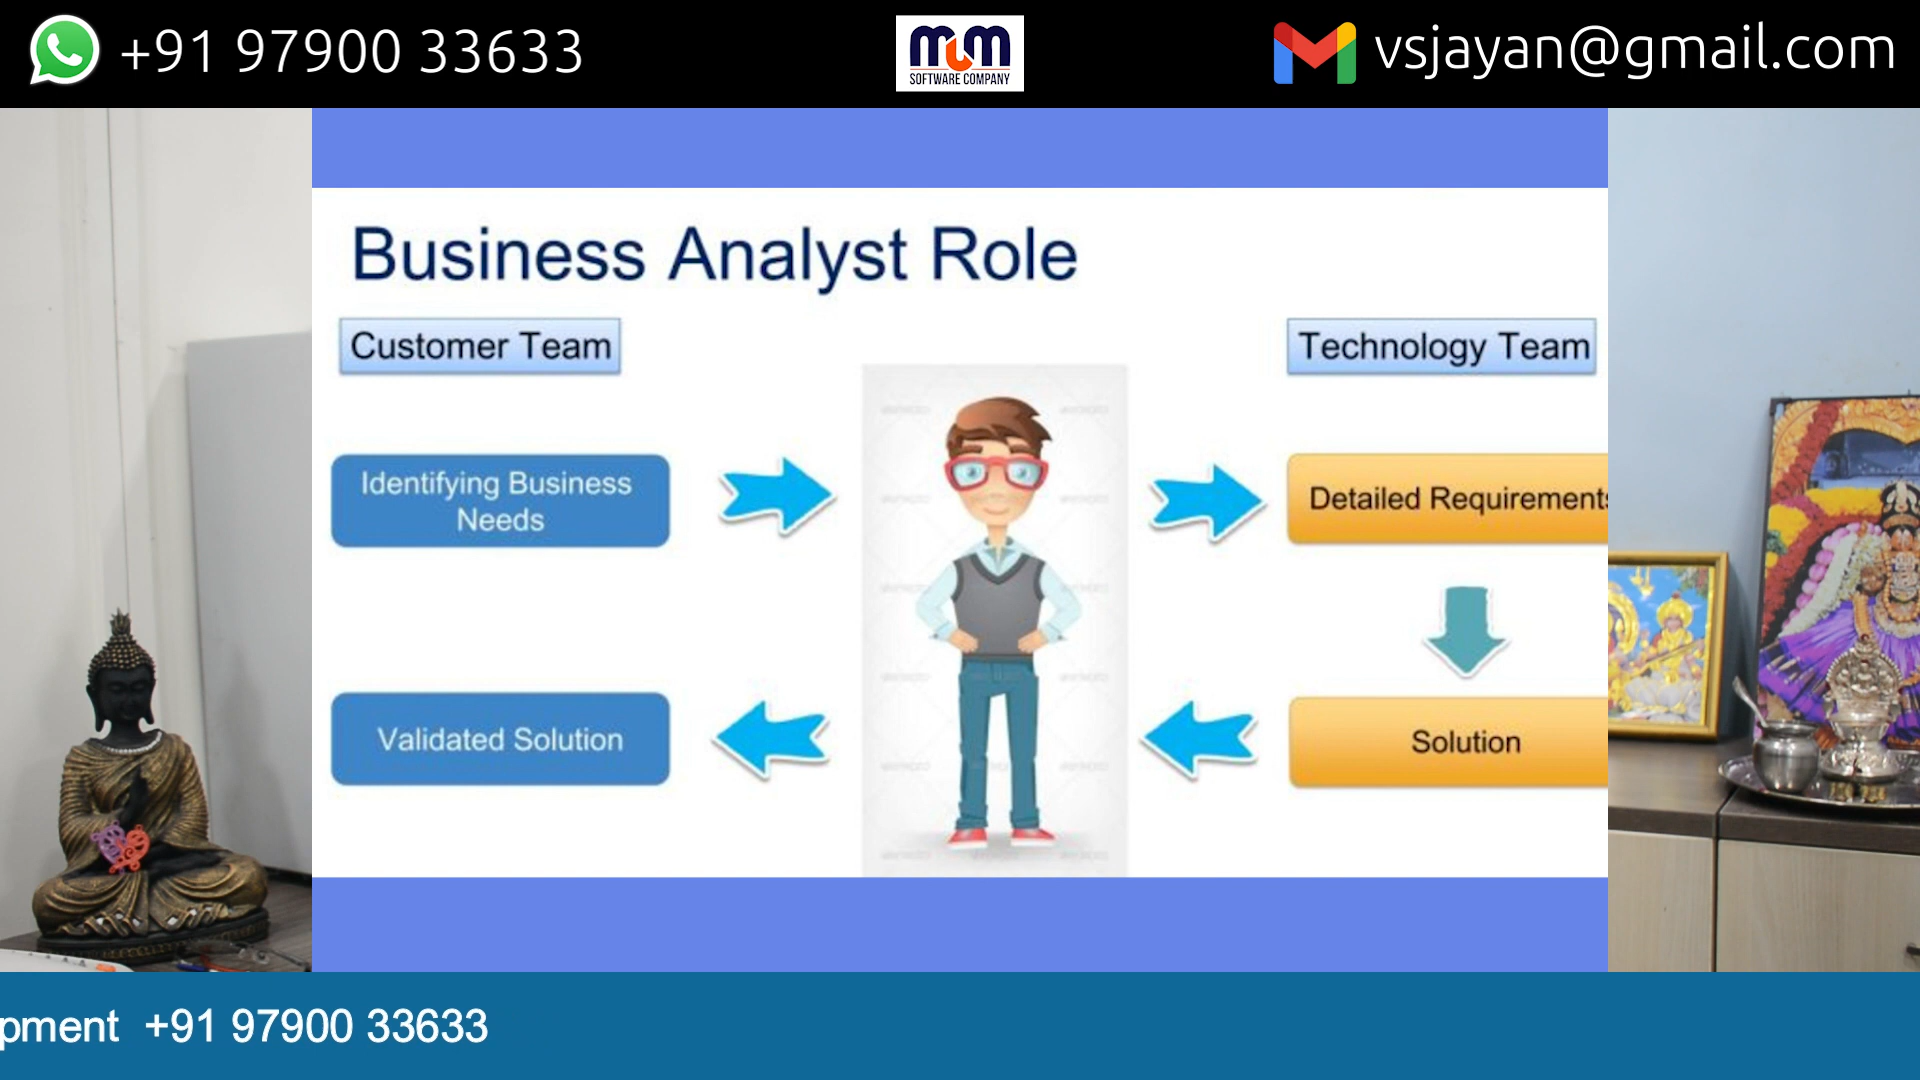 +91 97900 33633
mm
SOFTWARE COMPANY
vsjayan@gmail.com
Business Analyst Role
Customer Team
Technology Team
Identifying Business
Needs
Detailed Requirements
Validated Solution
Solution
pment +91 97900 33633